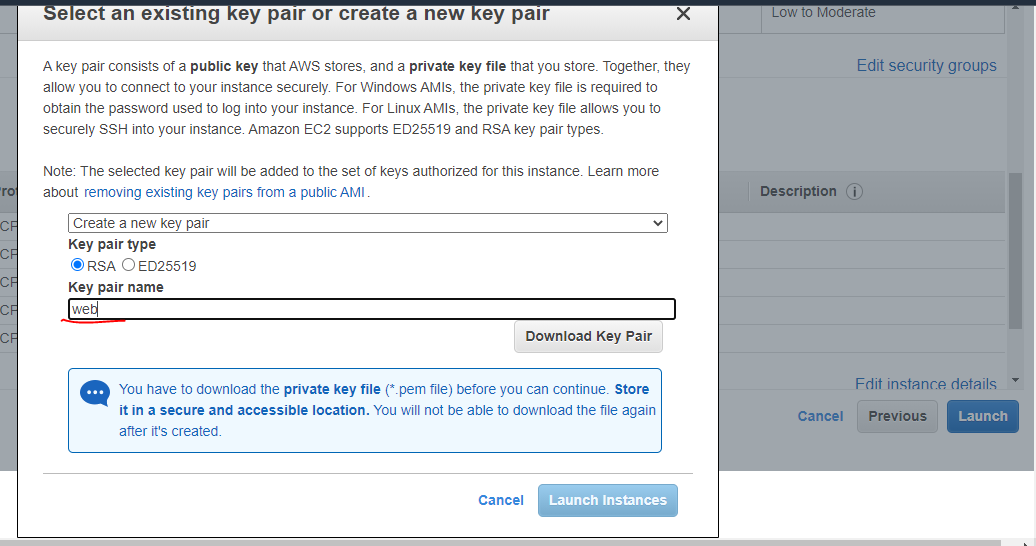 Select an existing key pair or create a new key pair
Low to Moderate
Edit security groups
A key pair consists of a public key that AWS stores, and a private key file that you store. Together, they
allow you to connect to your instance securely. For Windows AMIs, the private key file is required to
obtain the password used to log into your instance. For Linux AMIs, the private key file allows you to
securely SSH into your instance. Amazon EC2 supports ED25519 and RSA key pair types.
Note: The selected key pair will be added to the set of keys authorized for this instance. Learn more
about removing existing key pairs from a public AMI.
Description
Create a new key pair
Key pair type
RSA ED25519
Key pair name
web
Download Key Pair
You have to download the private key file (*.pem file) before you can continue. Store
it in a secure and accessible location. You will not be able to download the file again
after it's created.
Edit instance details
Cancel Previous Launch
Cancel Launch Instances